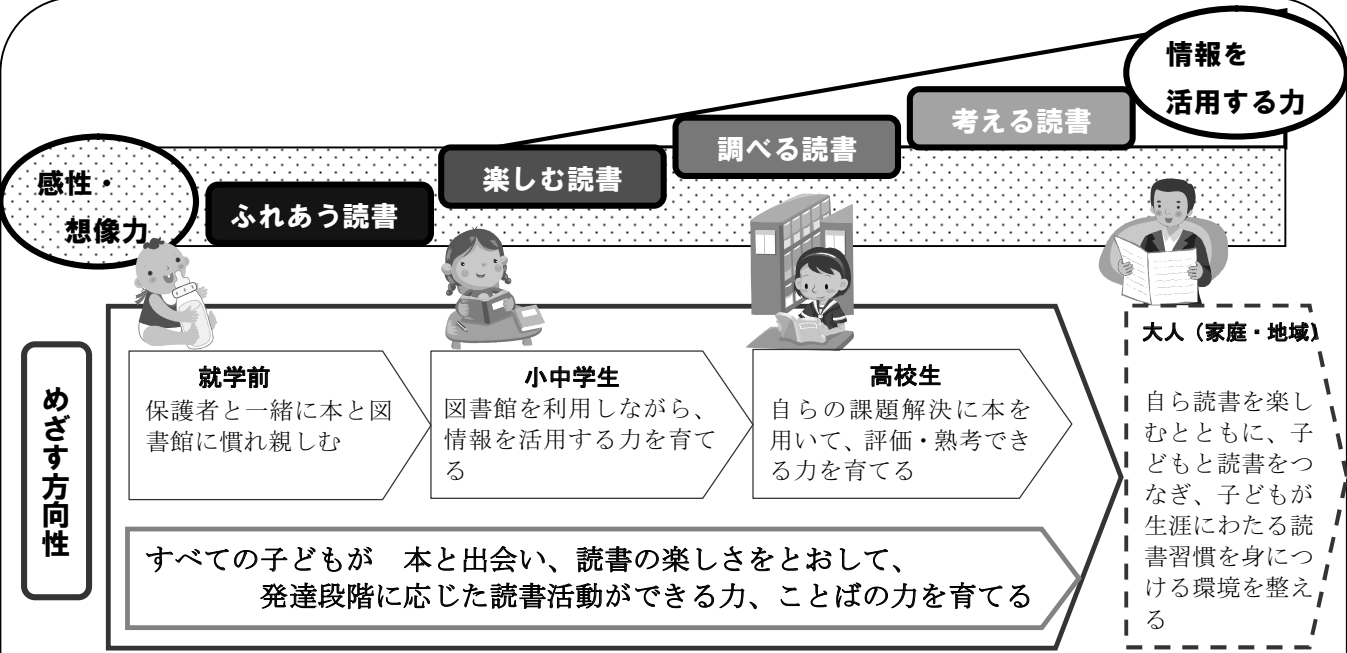 情報を
活用する力
考える読書
調べる読書
楽しむ読書
ふれあう読書
感性・
想像力
めざす方向性
就学前
保護者と一緒に本と図
書館に慣れ親しむ
小中学生
図書館を利用しながら、
情報を活用する力を育て
る
高校生
自らの課題解決に本を
用いて、評価・熟考でき
る力を育てる
すべての子どもが　本と出会い、読書の楽しさをとおして、
発達段階に応じた読書活動ができる力、ことばの力を育てる
大人（家庭・地域）
自ら読書を楽し
むとともに、子
どもと読書をつ
なぎ、子どもが
生涯にわたる読
書習慣を身につ
ける環境を整え
る